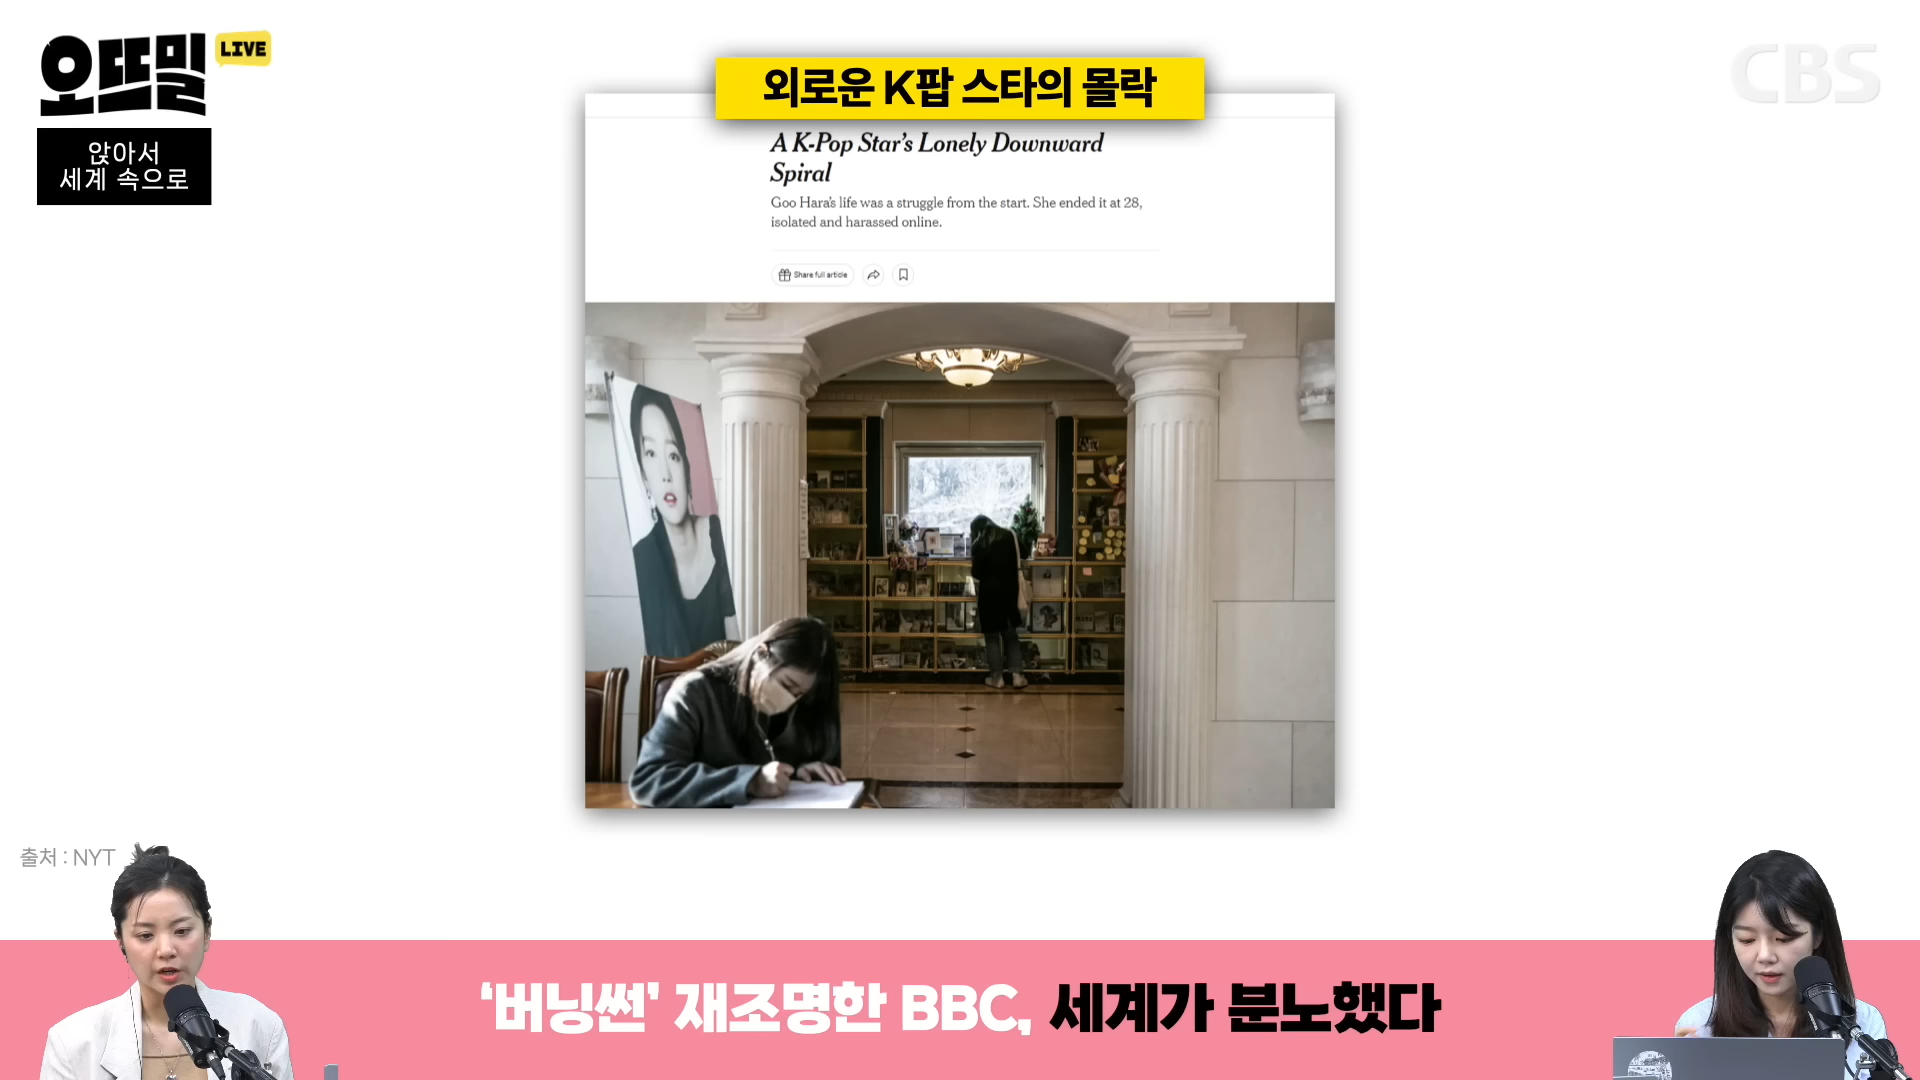 오뜨밀
LIVE
앉아서
세계 속으로
CBS
외로운 K팝 스타의 몰락
A K-Pop Star's Lonely Downward
Spiral
Goo Hara's life was a struggle from the start. She ended it at 28,
isolated and harassed online.
Share full article
출처 : NYT
'버닝썬' 재조명한 BBC, 세계가 분노했다